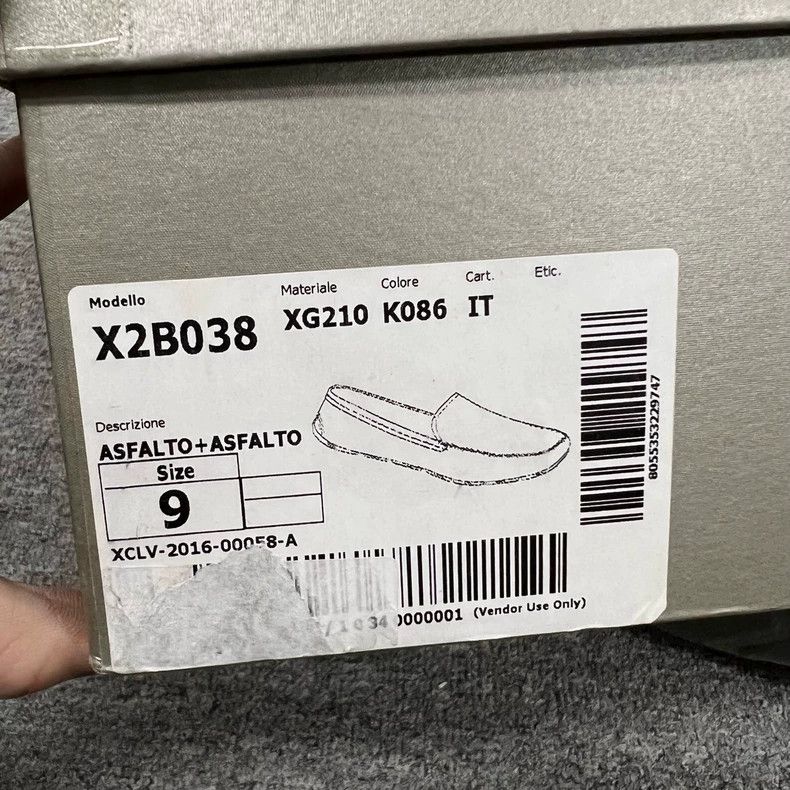 Modello Materiale Colore Cart. Etic.
X2B038 XG210 K086 IT
Descrizione
ASFALTO+ASFALTO
Size
9
XCLV-2016-000F8-A
0000001 (Vendor Use Only)
8055353229747